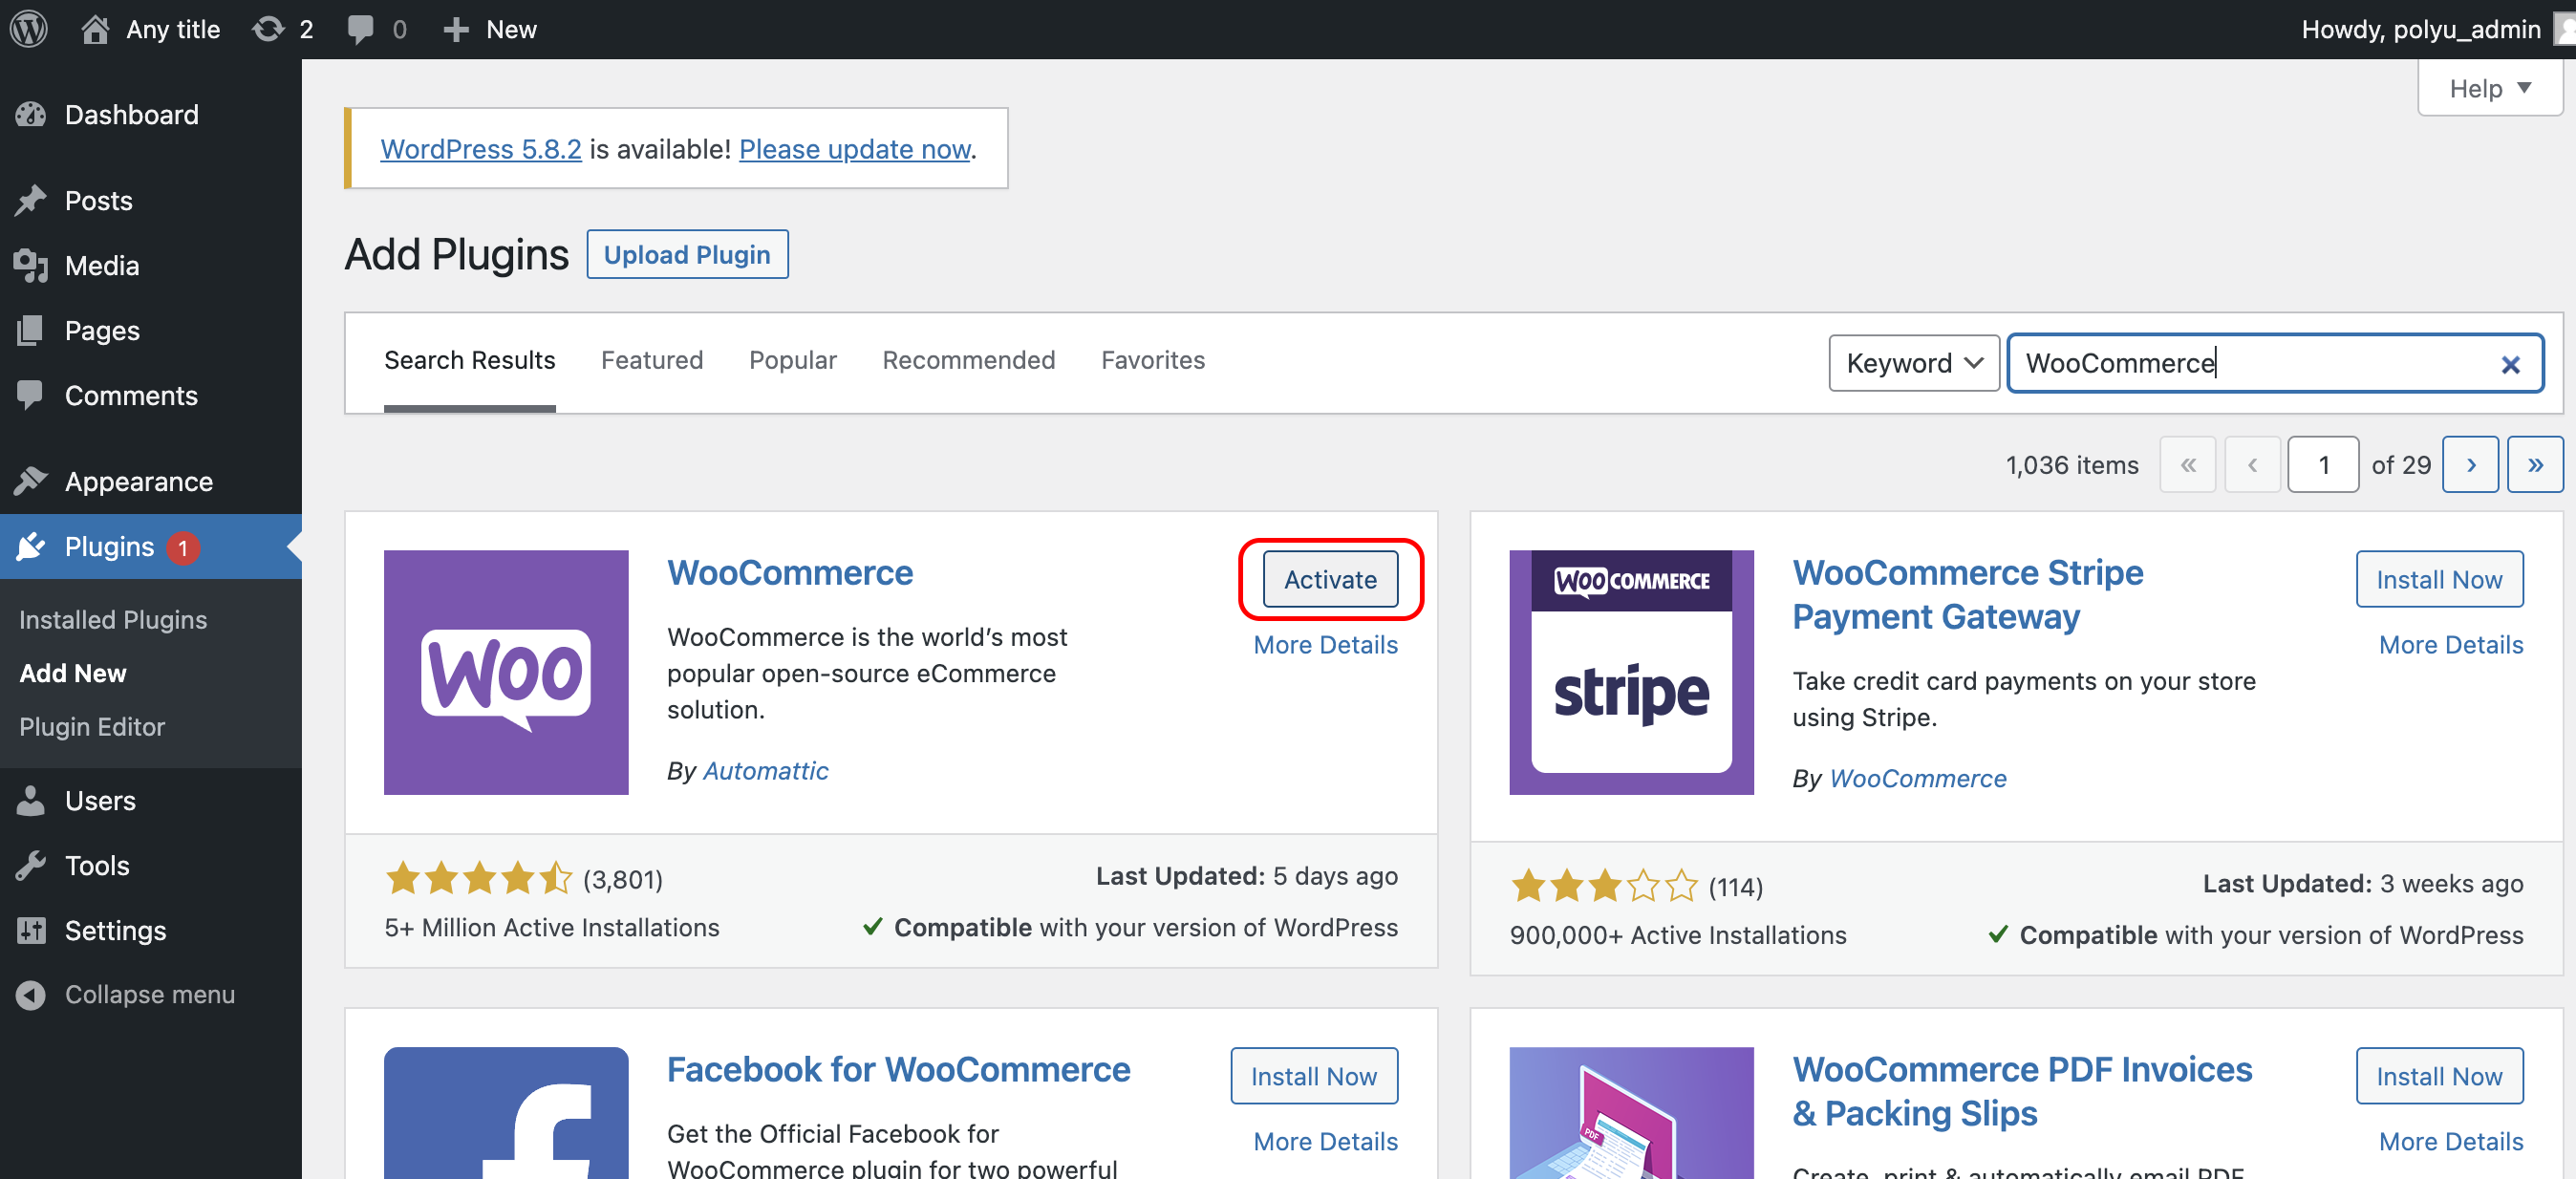 Any title 2 0 New Howdy, polyu_admin
Dashboard
Posts
Media
Pages
Comments
Appearance
Plugins 1
Installed Plugins
Add New
Plugin Editor
Users
Tools
Settings
Collapse menu
Help
WordPress 5.8.2 is available! Please update now.
Add Plugins Upload Plugin
Search Results Featured Popular Recommended Favorites Keyword WooCommerce
1,036 items « ‹ 1 of 29 › »
Woo
WooCommerce
Activate
More Details
WooCommerce is the world’s most
popular open-source eCommerce
solution.
By Automattic
(3,801)
Last Updated: 5 days ago
5+ Million Active Installations
Compatible with your version of WordPress
WOOCOMMERCE
stripe
WooCommerce Stripe
Payment Gateway
Install Now
More Details
Take credit card payments on your store
using Stripe.
By WooCommerce
(114)
Last Updated: 3 weeks ago
900,000+ Active Installations
Compatible with your version of WordPress
f
Facebook for WooCommerce
Install Now
More Details
Get the Official Facebook for
WooCommerce plugin for two powerful
PDF
WooCommerce PDF Invoices
& Packing Slips
Install Now
More Details
Create, print & automatically email PDF